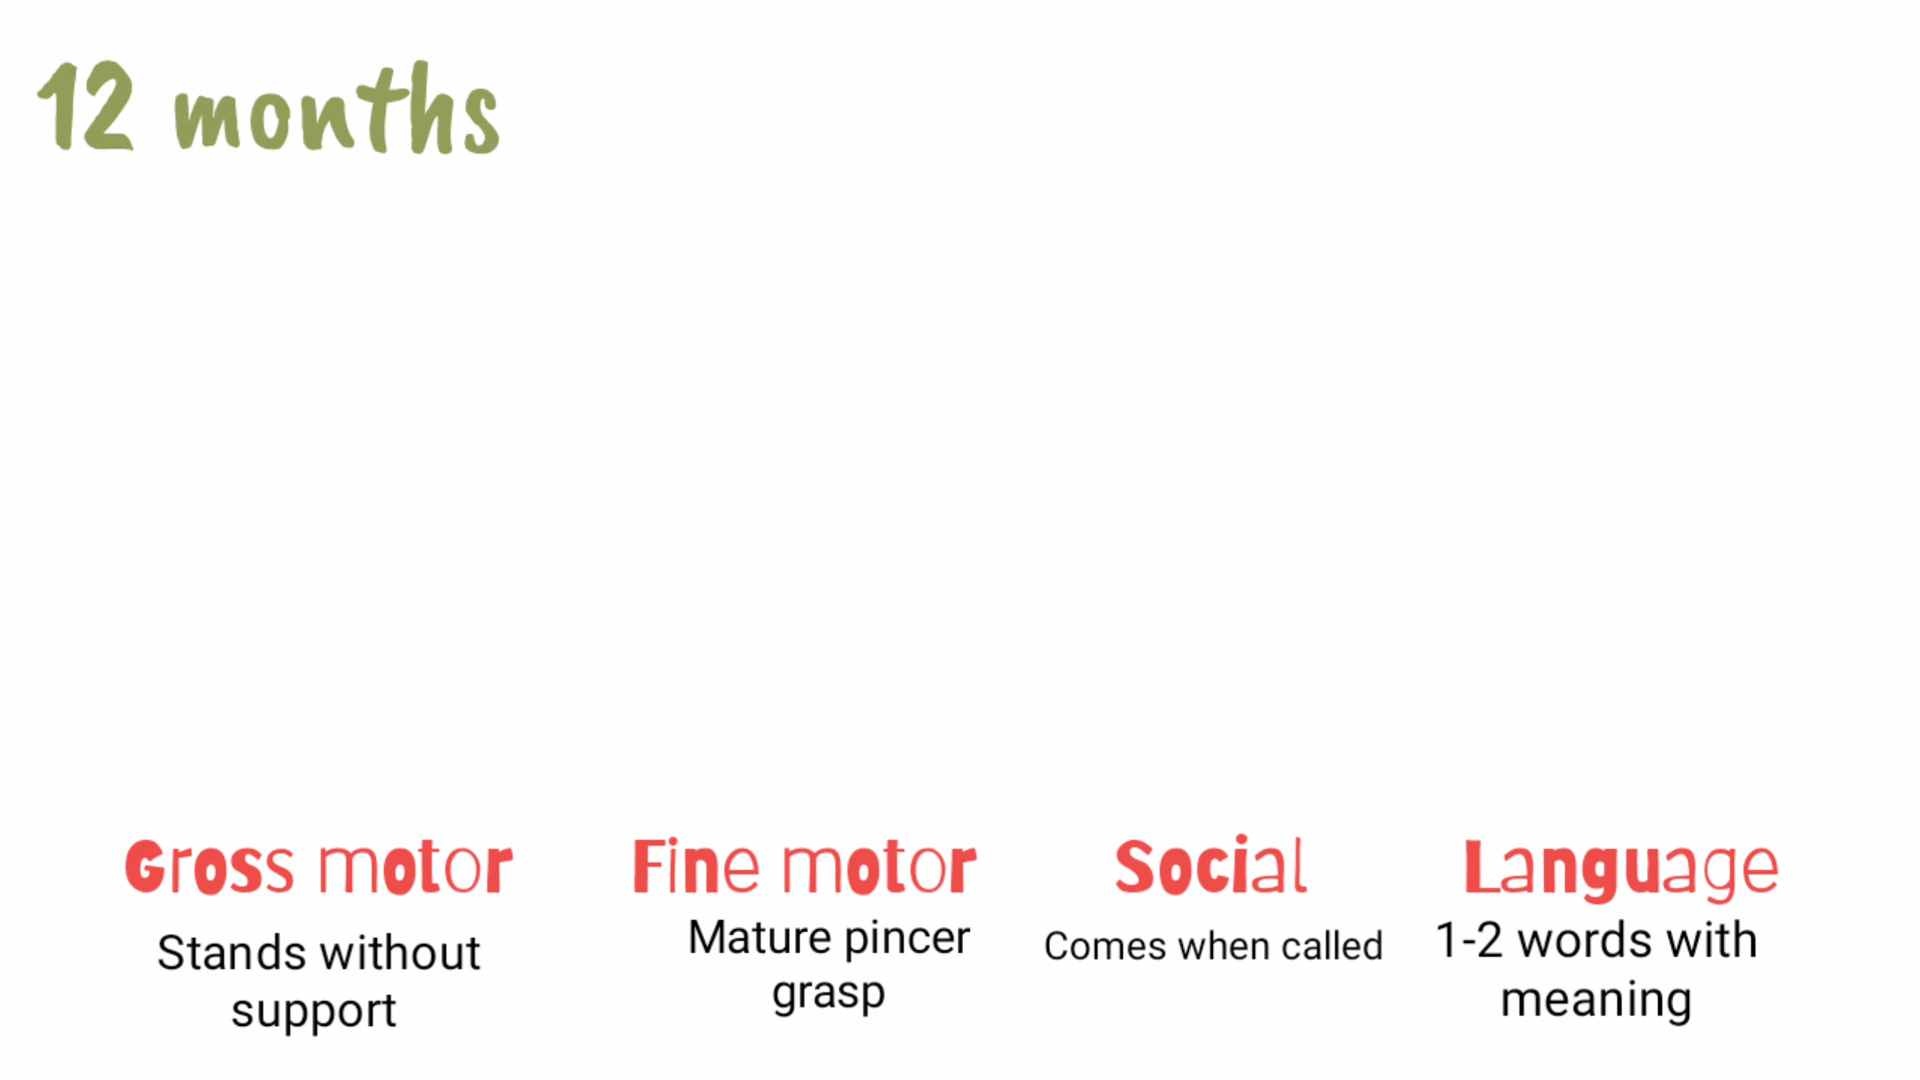 12 months
Gross motor
Stands without
support
Fine motor
Mature pincer
grasp
Social
Comes when called
Language
1-2 words with
meaning